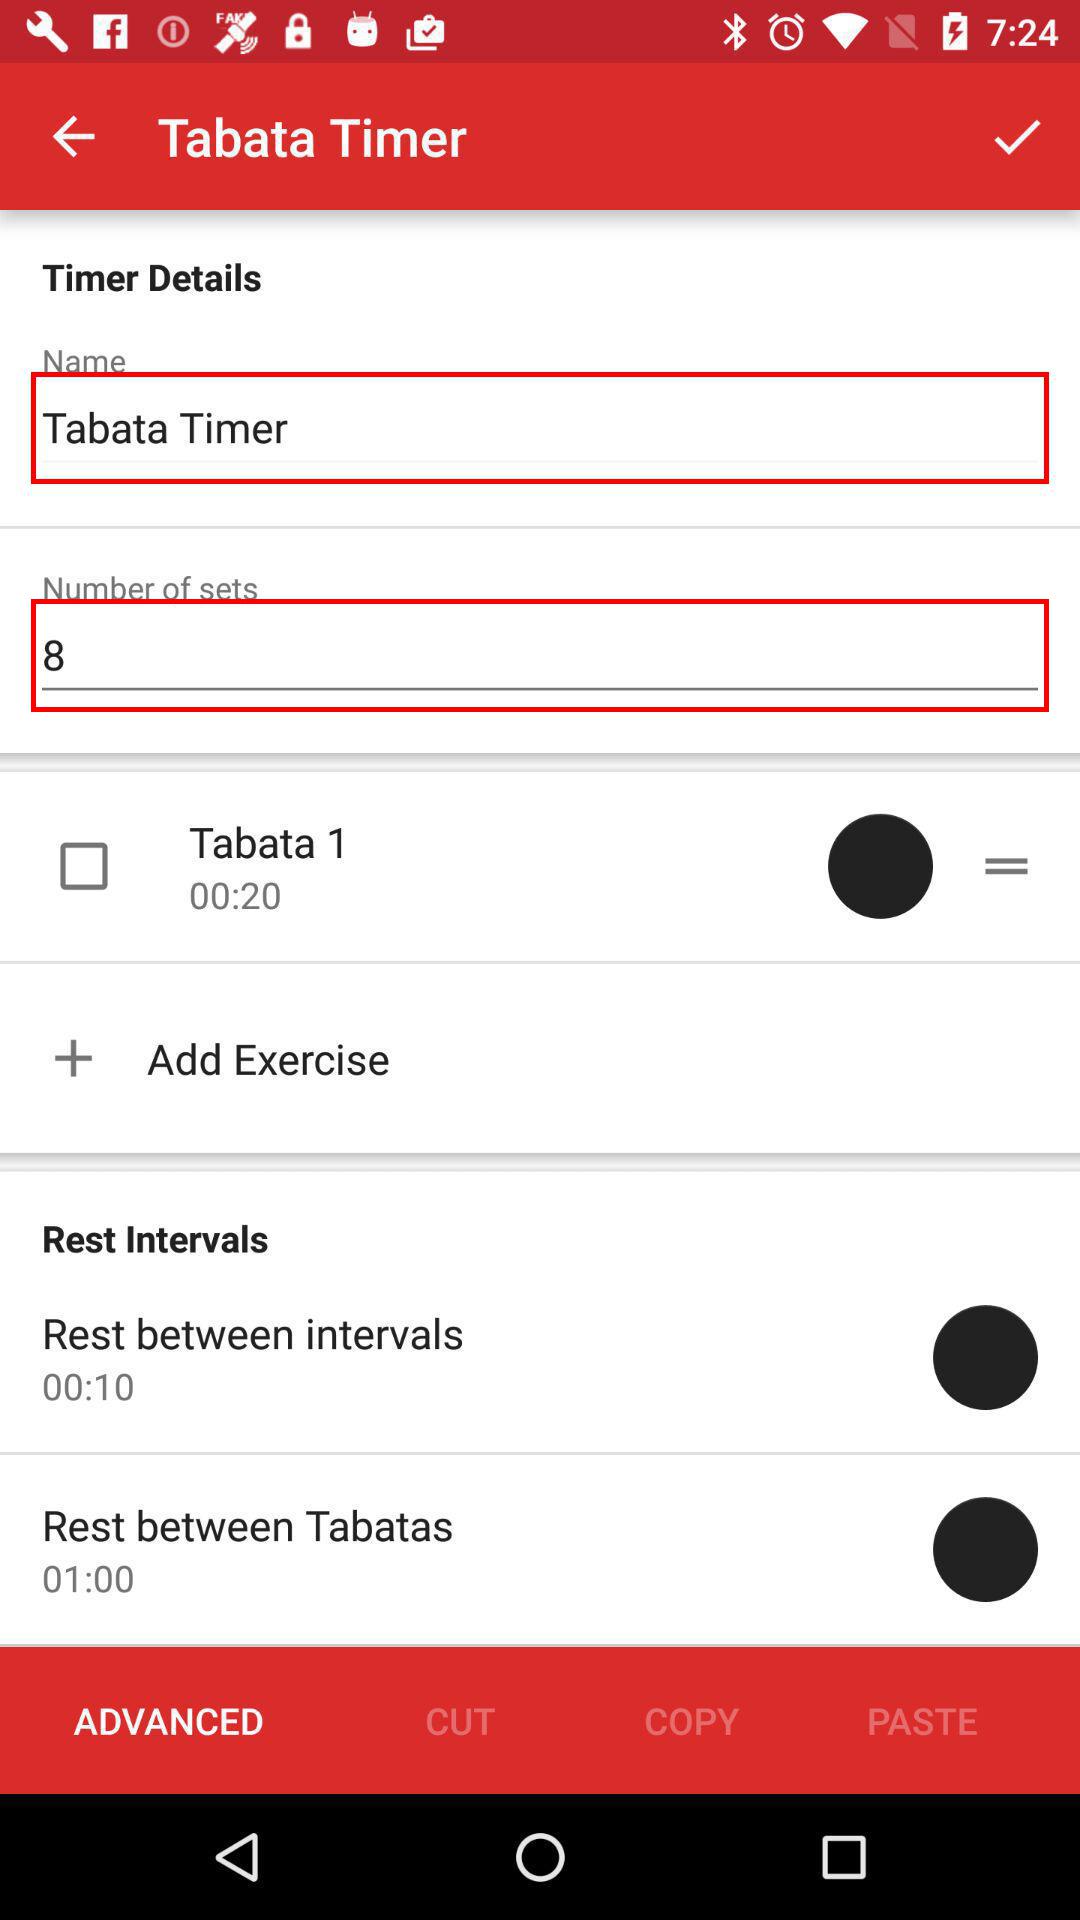 FAKE
7:24
Tabata Timer
Timer Details
Name
Tabata Timer
Number of sets
8
Tabata 1
00:20
Add Exercise
Rest Intervals
Rest between intervals
00:10
Rest between Tabatas
01:00
ADVANCED CUT COPY PASTE